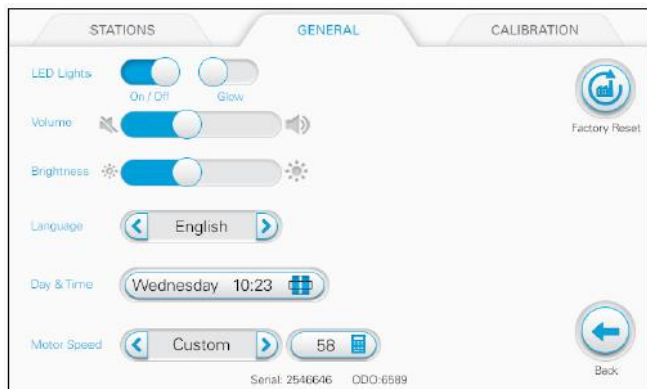 STATIONS GENERAL CALIBRATION
LED Lights
On / Off Glow
Volume
Factory Reset
Brightness
Language English
Day & Time Wednesday 10:23
Motor Speed Custom 58
Back
Serial: 2546646 ODO:6589